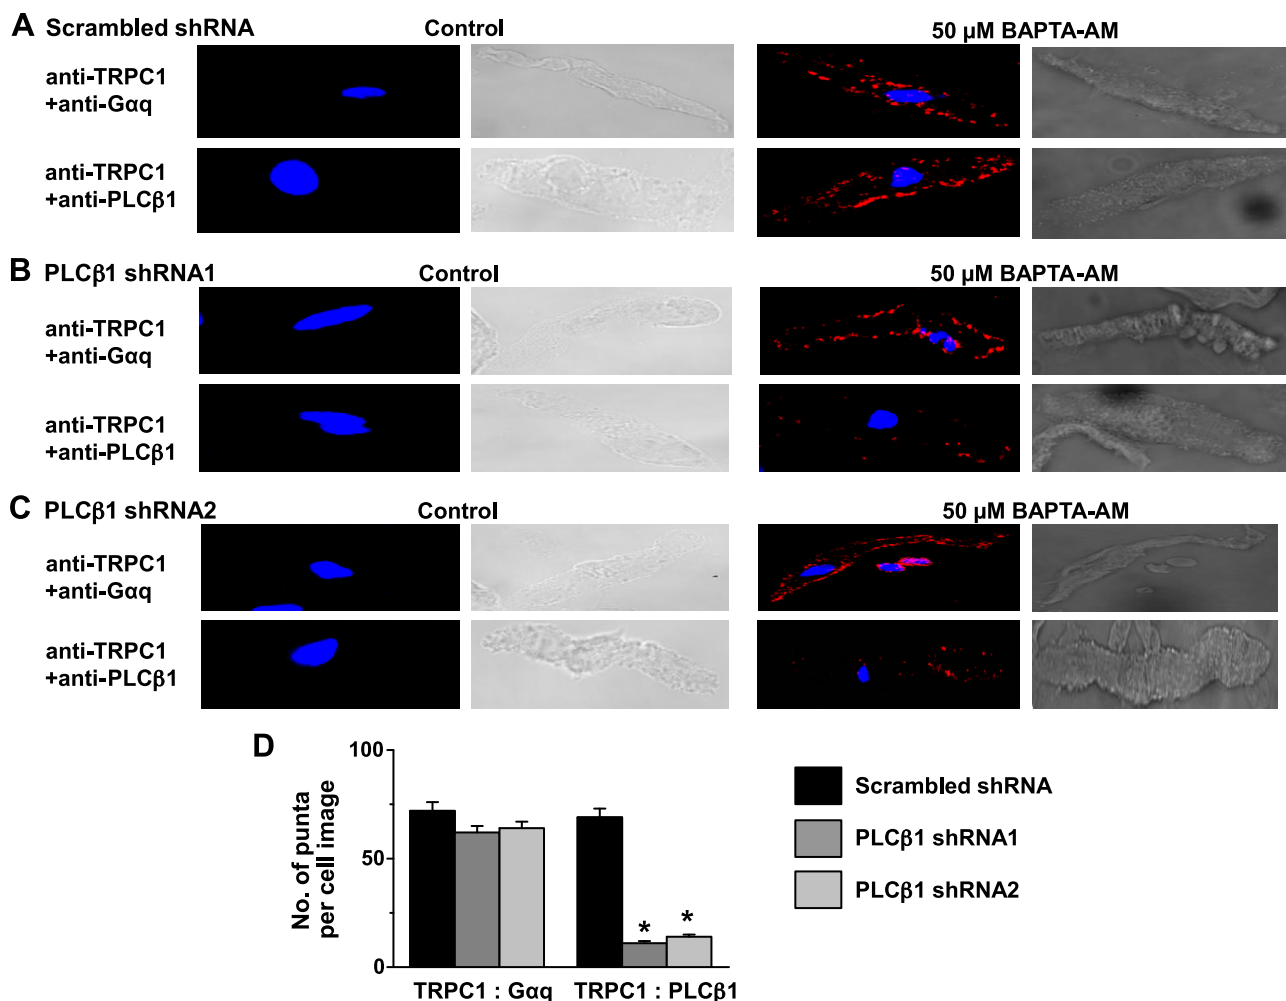 A Scrambled shRNA Control 50 µM BAPTA-AM
anti-TRPC1
+anti-Gαq
anti-TRPC1
+anti-PLCβ1
B PLCβ1 shRNA1 Control 50 µM BAPTA-AM
anti-TRPC1
+anti-Gαq
anti-TRPC1
+anti-PLCβ1
C PLCβ1 shRNA2 Control 50 µM BAPTA-AM
anti-TRPC1
+anti-Gαq
anti-TRPC1
+anti-PLCβ1
D
No. of punta
per cell image
100
50
0
* *
TRPC1 : Gαq TRPC1 : PLCβ1
Scrambled shRNA
PLCβ1 shRNA1
PLCβ1 shRNA2